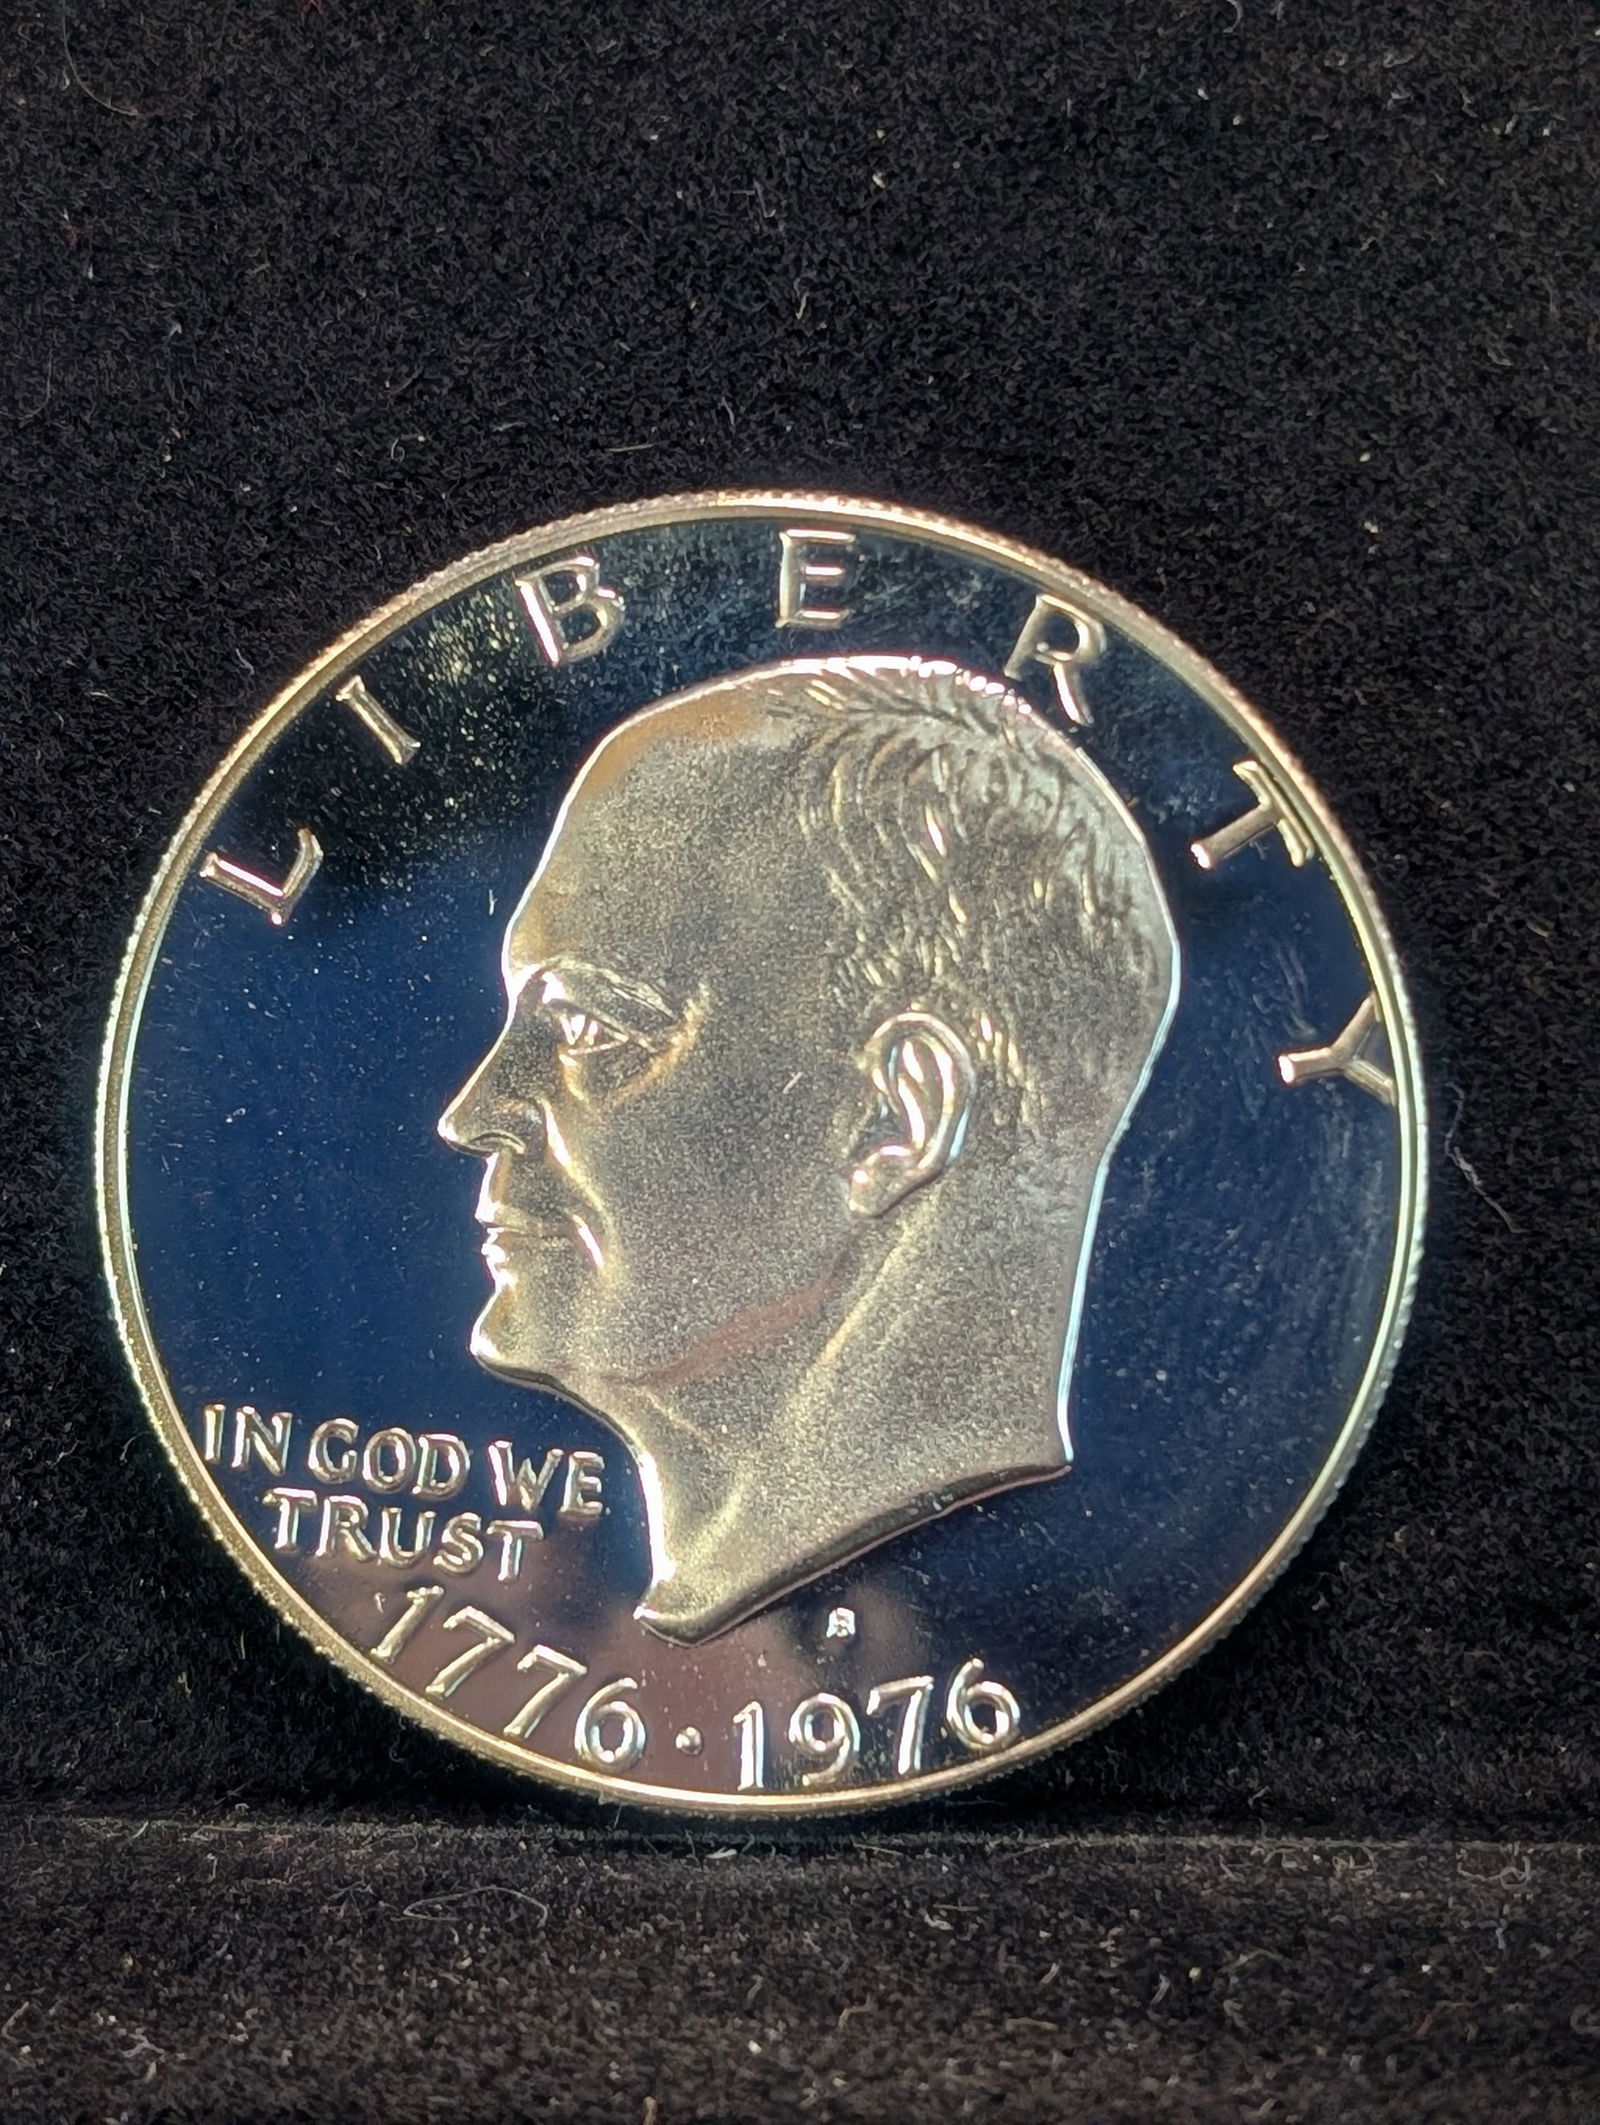 LIBERTY
IN GOD WE
TRUST
S
1776·1976